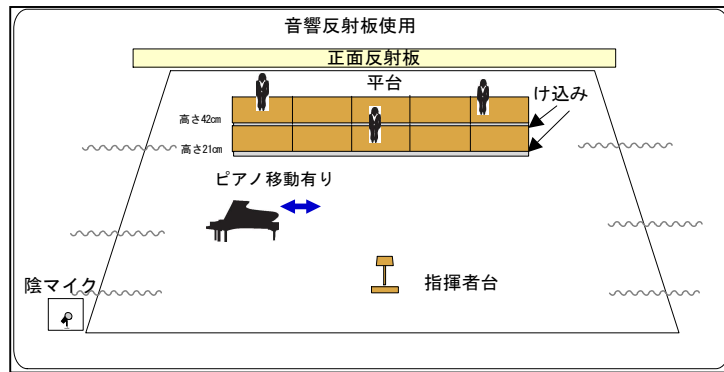 音響反射板使用
正面反射板
平台
け込み
高さ42cm
高さ21cm
ピアノ移動有り
陰マイク
指揮者台